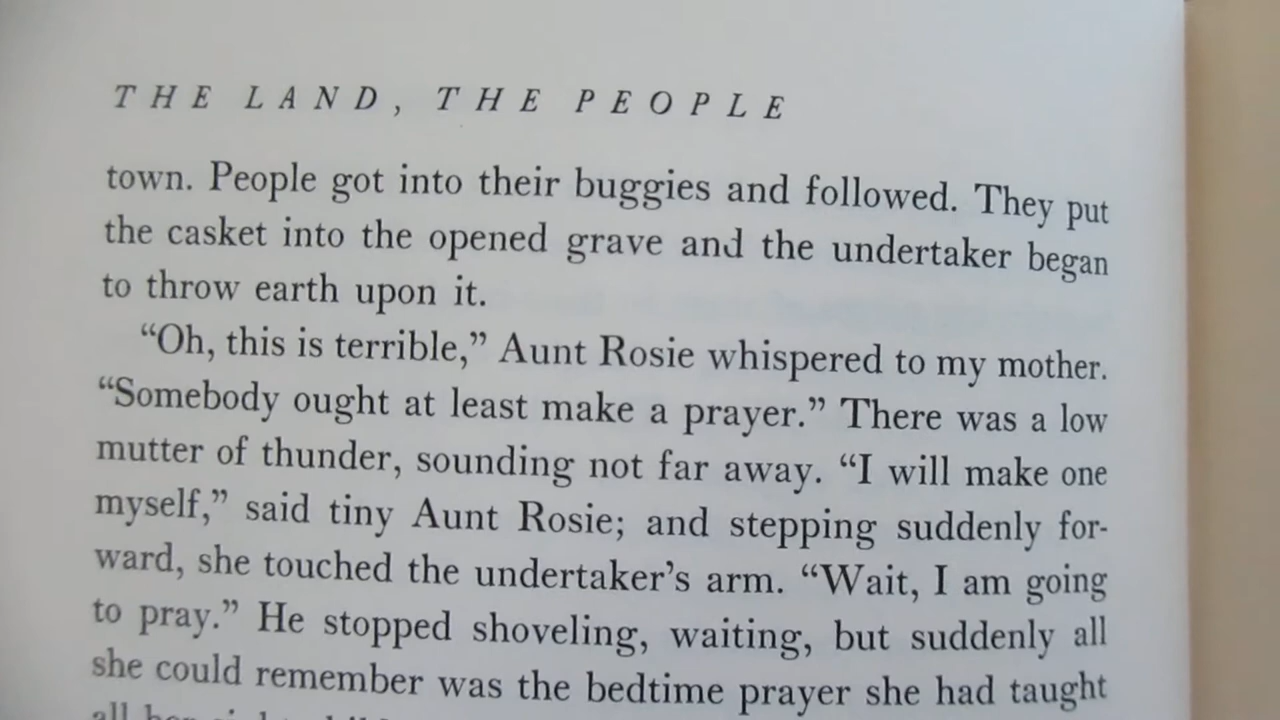 THE LAND, THE PEOPLE
town. People got into their buggies and followed. They put
the casket into the opened grave and the undertaker began
to throw earth upon it.
“Oh, this is terrible,” Aunt Rosie whispered to my mother.
“Somebody ought at least make a prayer.” There was a low
mutter of thunder, sounding not far away. “I will make one
myself,” said tiny Aunt Rosie; and stepping suddenly for-
ward, she touched the undertaker’s arm. “Wait, I am going
to pray.” He stopped shoveling, waiting, but suddenly all
she could remember was the bedtime prayer she had taught
all her